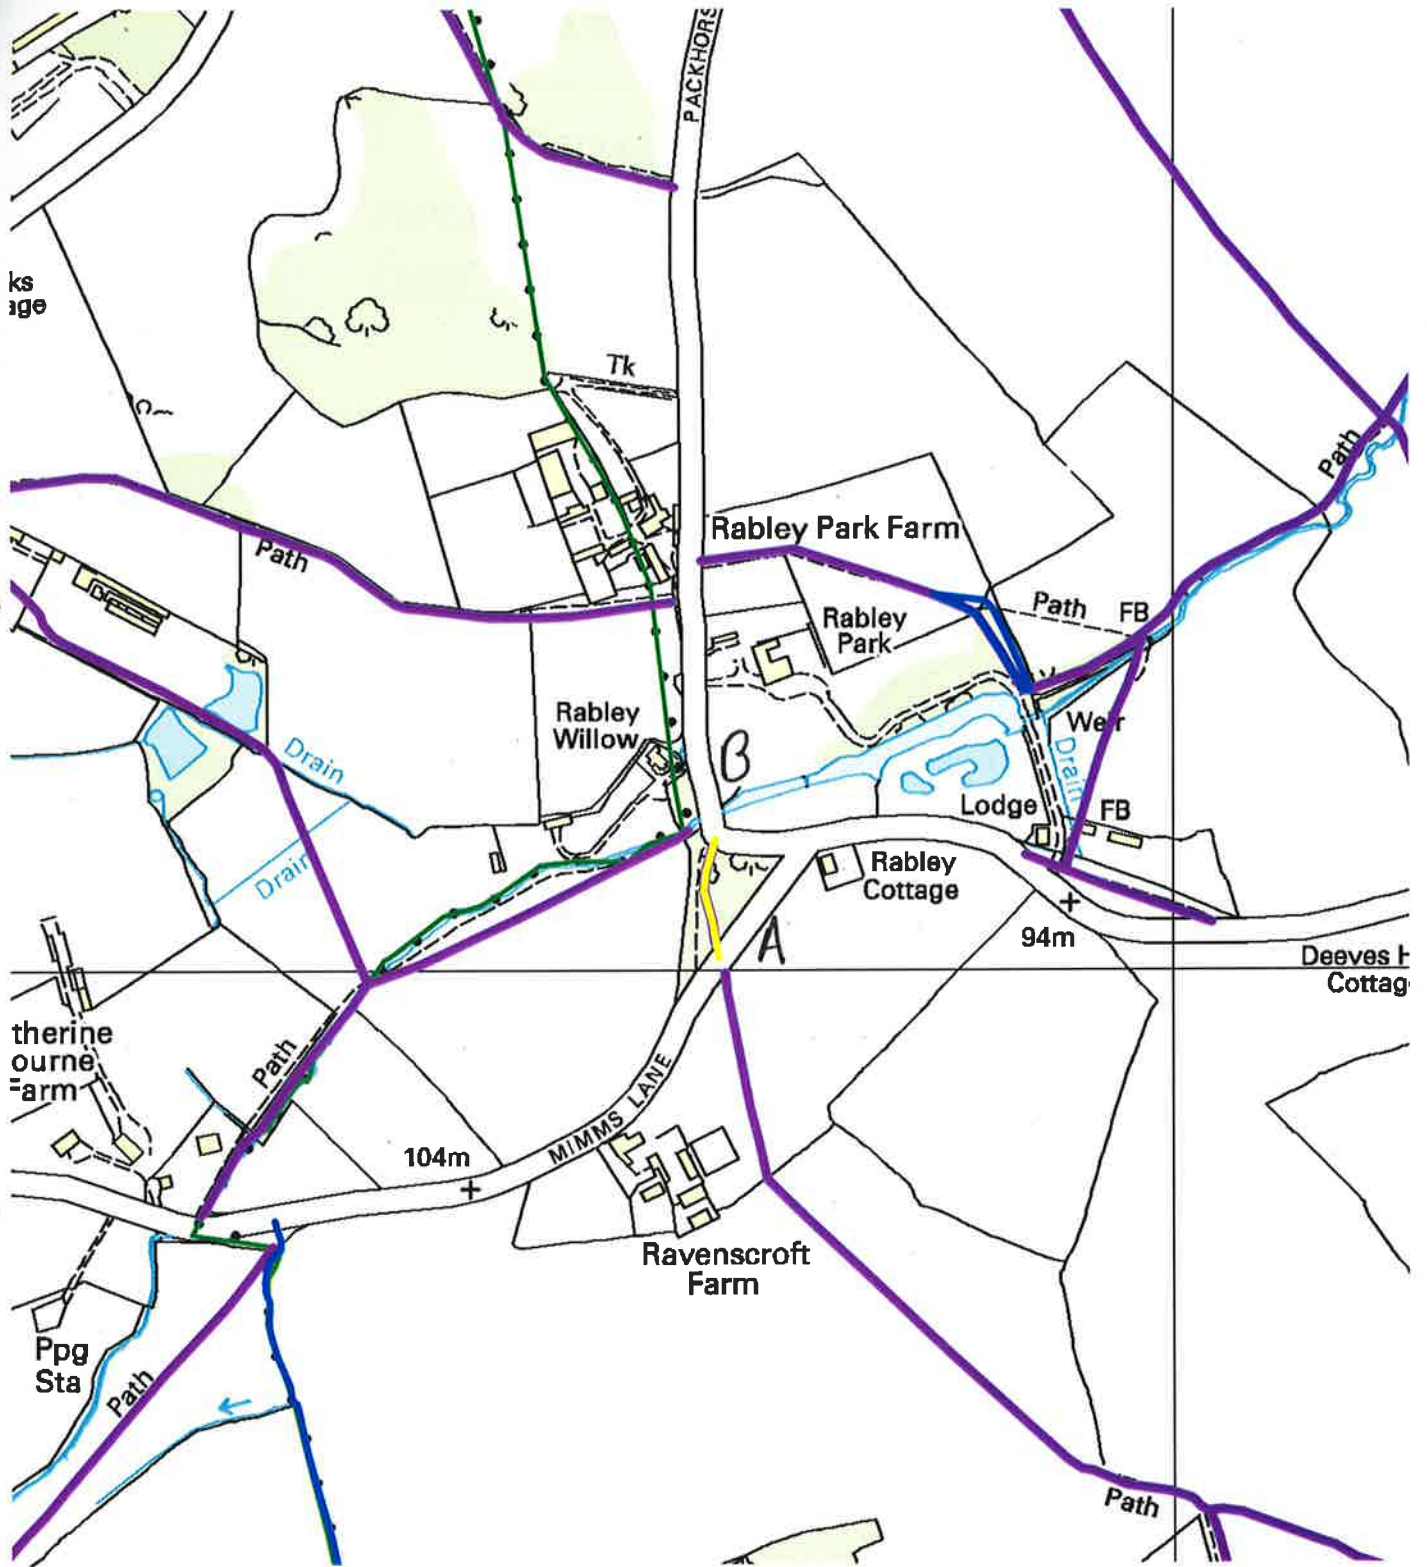 PACKHORS
ks
age
Tk
Path
Rabley Park Farm
Path
Path
FB
Rabley
Park
Rabley
Willow
Drain
B
Weir
Drain
Lodge
FB
Drain
Rabley
Cottage
A
94m
Deeves H
Cottag
therine
ourne
Farm
Path
MIMMS LANE
104m
Ravenscroft
Farm
Ppg
Sta
Path
Path